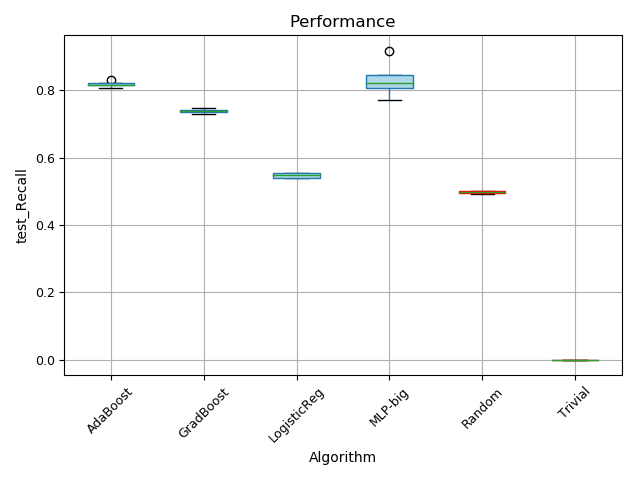 Performance
test_Recall
0.8
0.6
0.4
0.2
0.0
AdaBoost
GradBoost
LogisticReg
MLP-big
Random
Trivial
Algorithm